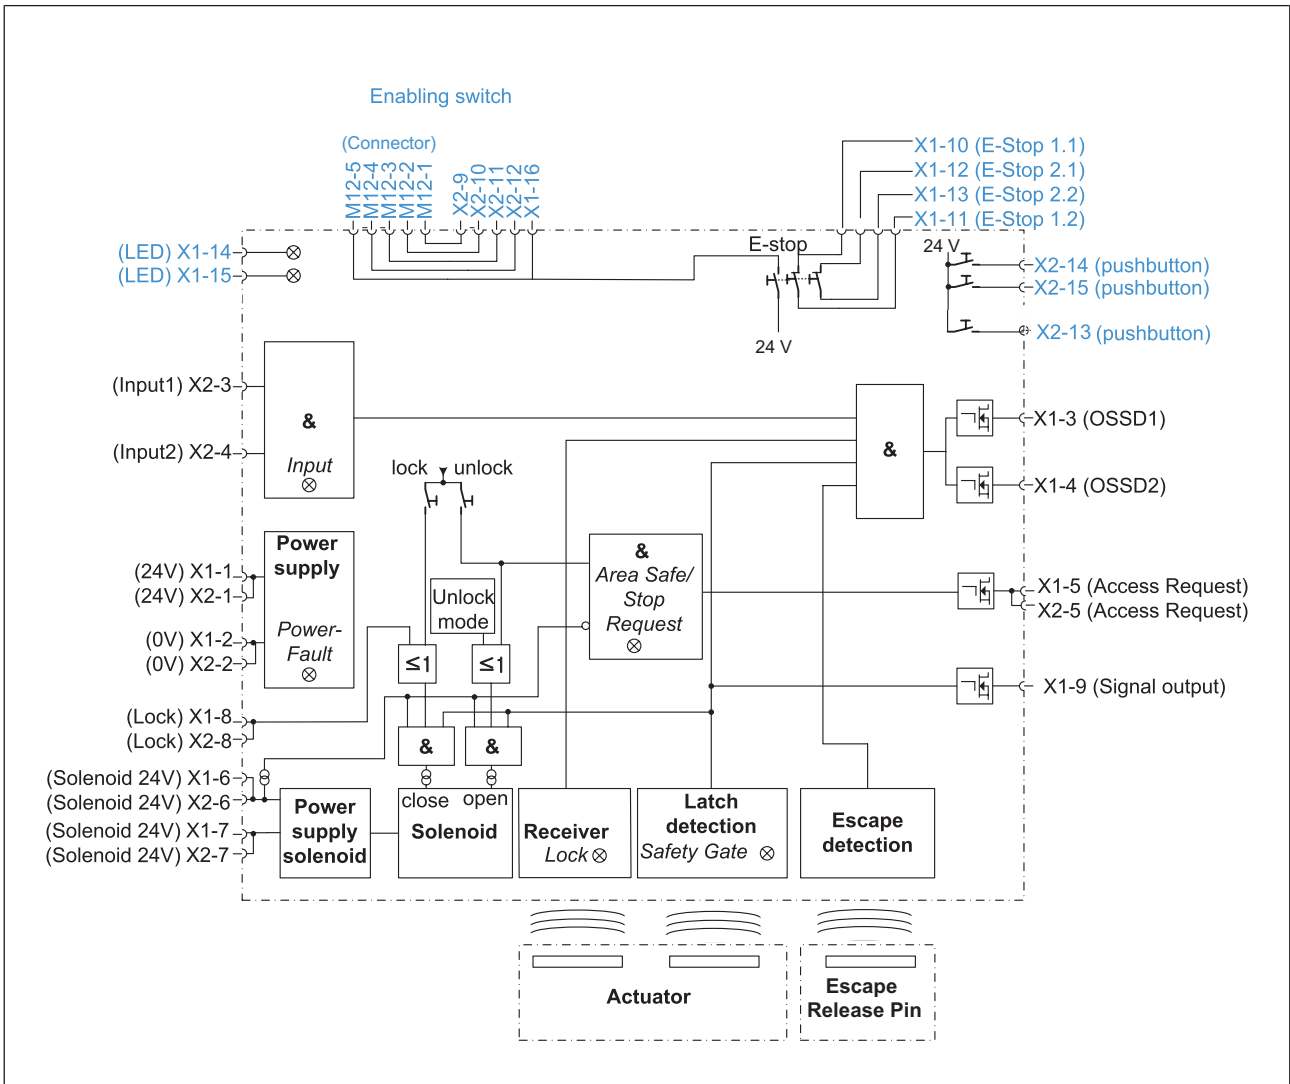 Enabling switch
(Connector)
M12-5
M12-4
M12-3
M12-2
M12-1
X2-9
X2-10
X2-11
X2-12
X1-16
X1-10 (E-Stop 1.1)
X1-12 (E-Stop 2.1)
X1-13 (E-Stop 2.2)
X1-11 (E-Stop 1.2)
(LED) X1-14
(LED) X1-15
E-stop
24 V
24 V
X2-14 (pushbutton)
X2-15 (pushbutton)
X2-13 (pushbutton)
(Input1) X2-3
(Input2) X2-4
&
Input
lock
unlock
&
X1-3 (OSSD1)
X1-4 (OSSD2)
Power
supply
Power-
Fault
(24V) X1-1
(24V) X2-1
(0V) X1-2
(0V) X2-2
Unlock
mode
≤1
≤1
&
Area Safe/
Stop
Request
X1-5 (Access Request)
X2-5 (Access Request)
X1-9 (Signal output)
(Lock) X1-8
(Lock) X2-8
&
&
(Solenoid 24V) X1-6
(Solenoid 24V) X2-6
(Solenoid 24V) X1-7
(Solenoid 24V) X2-7
Power
supply
solenoid
close
open
Solenoid
Receiver
Lock
Latch
detection
Safety Gate
Escape
detection
Actuator
Escape
Release Pin